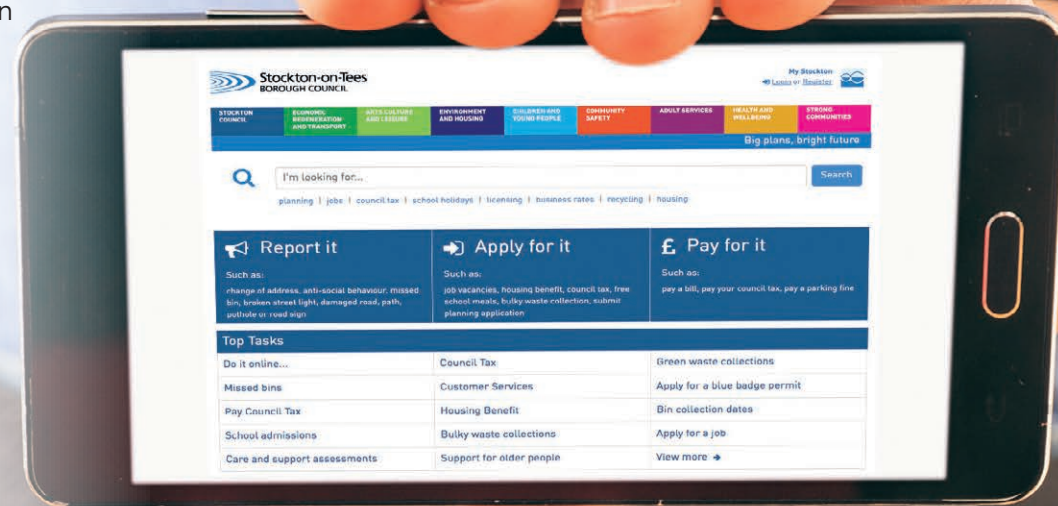 n
Stockton-on-Tees
BOROUGH COUNCIL
My Stockton
Logon or Register
STOCKTON COUNCIL
ECONOMIC REGENERATION AND TRANSPORT
ARTS CULTURE AND LEISURE
ENVIRONMENT AND HOUSING
CHILDREN AND YOUNG PEOPLE
COMMUNITY SAFETY
ADULT SERVICES
HEALTH AND WELLBEING
STRONG COMMUNITIES
Big plans, bright future
I'm looking for...
Search
planning | jobs | council tax | school holidays | licensing | business rates | recycling | housing
Report it
Such as:
change of address, anti-social behaviour, missed
bin, broken street light, damaged road, path,
pothole or road sign
Apply for it
Such as:
job vacancies, housing benefit, council tax, free
school meals, bulky waste collection, submit
planning application
£ Pay for it
Such as:
pay a bill, pay your council tax, pay a parking fine
Top Tasks
Do it online...
Council Tax
Green waste collections
Missed bins
Customer Services
Apply for a blue badge permit
Pay Council Tax
Housing Benefit
Bin collection dates
School admissions
Bulky waste collections
Apply for a job
Care and support assessments
Support for older people
View more